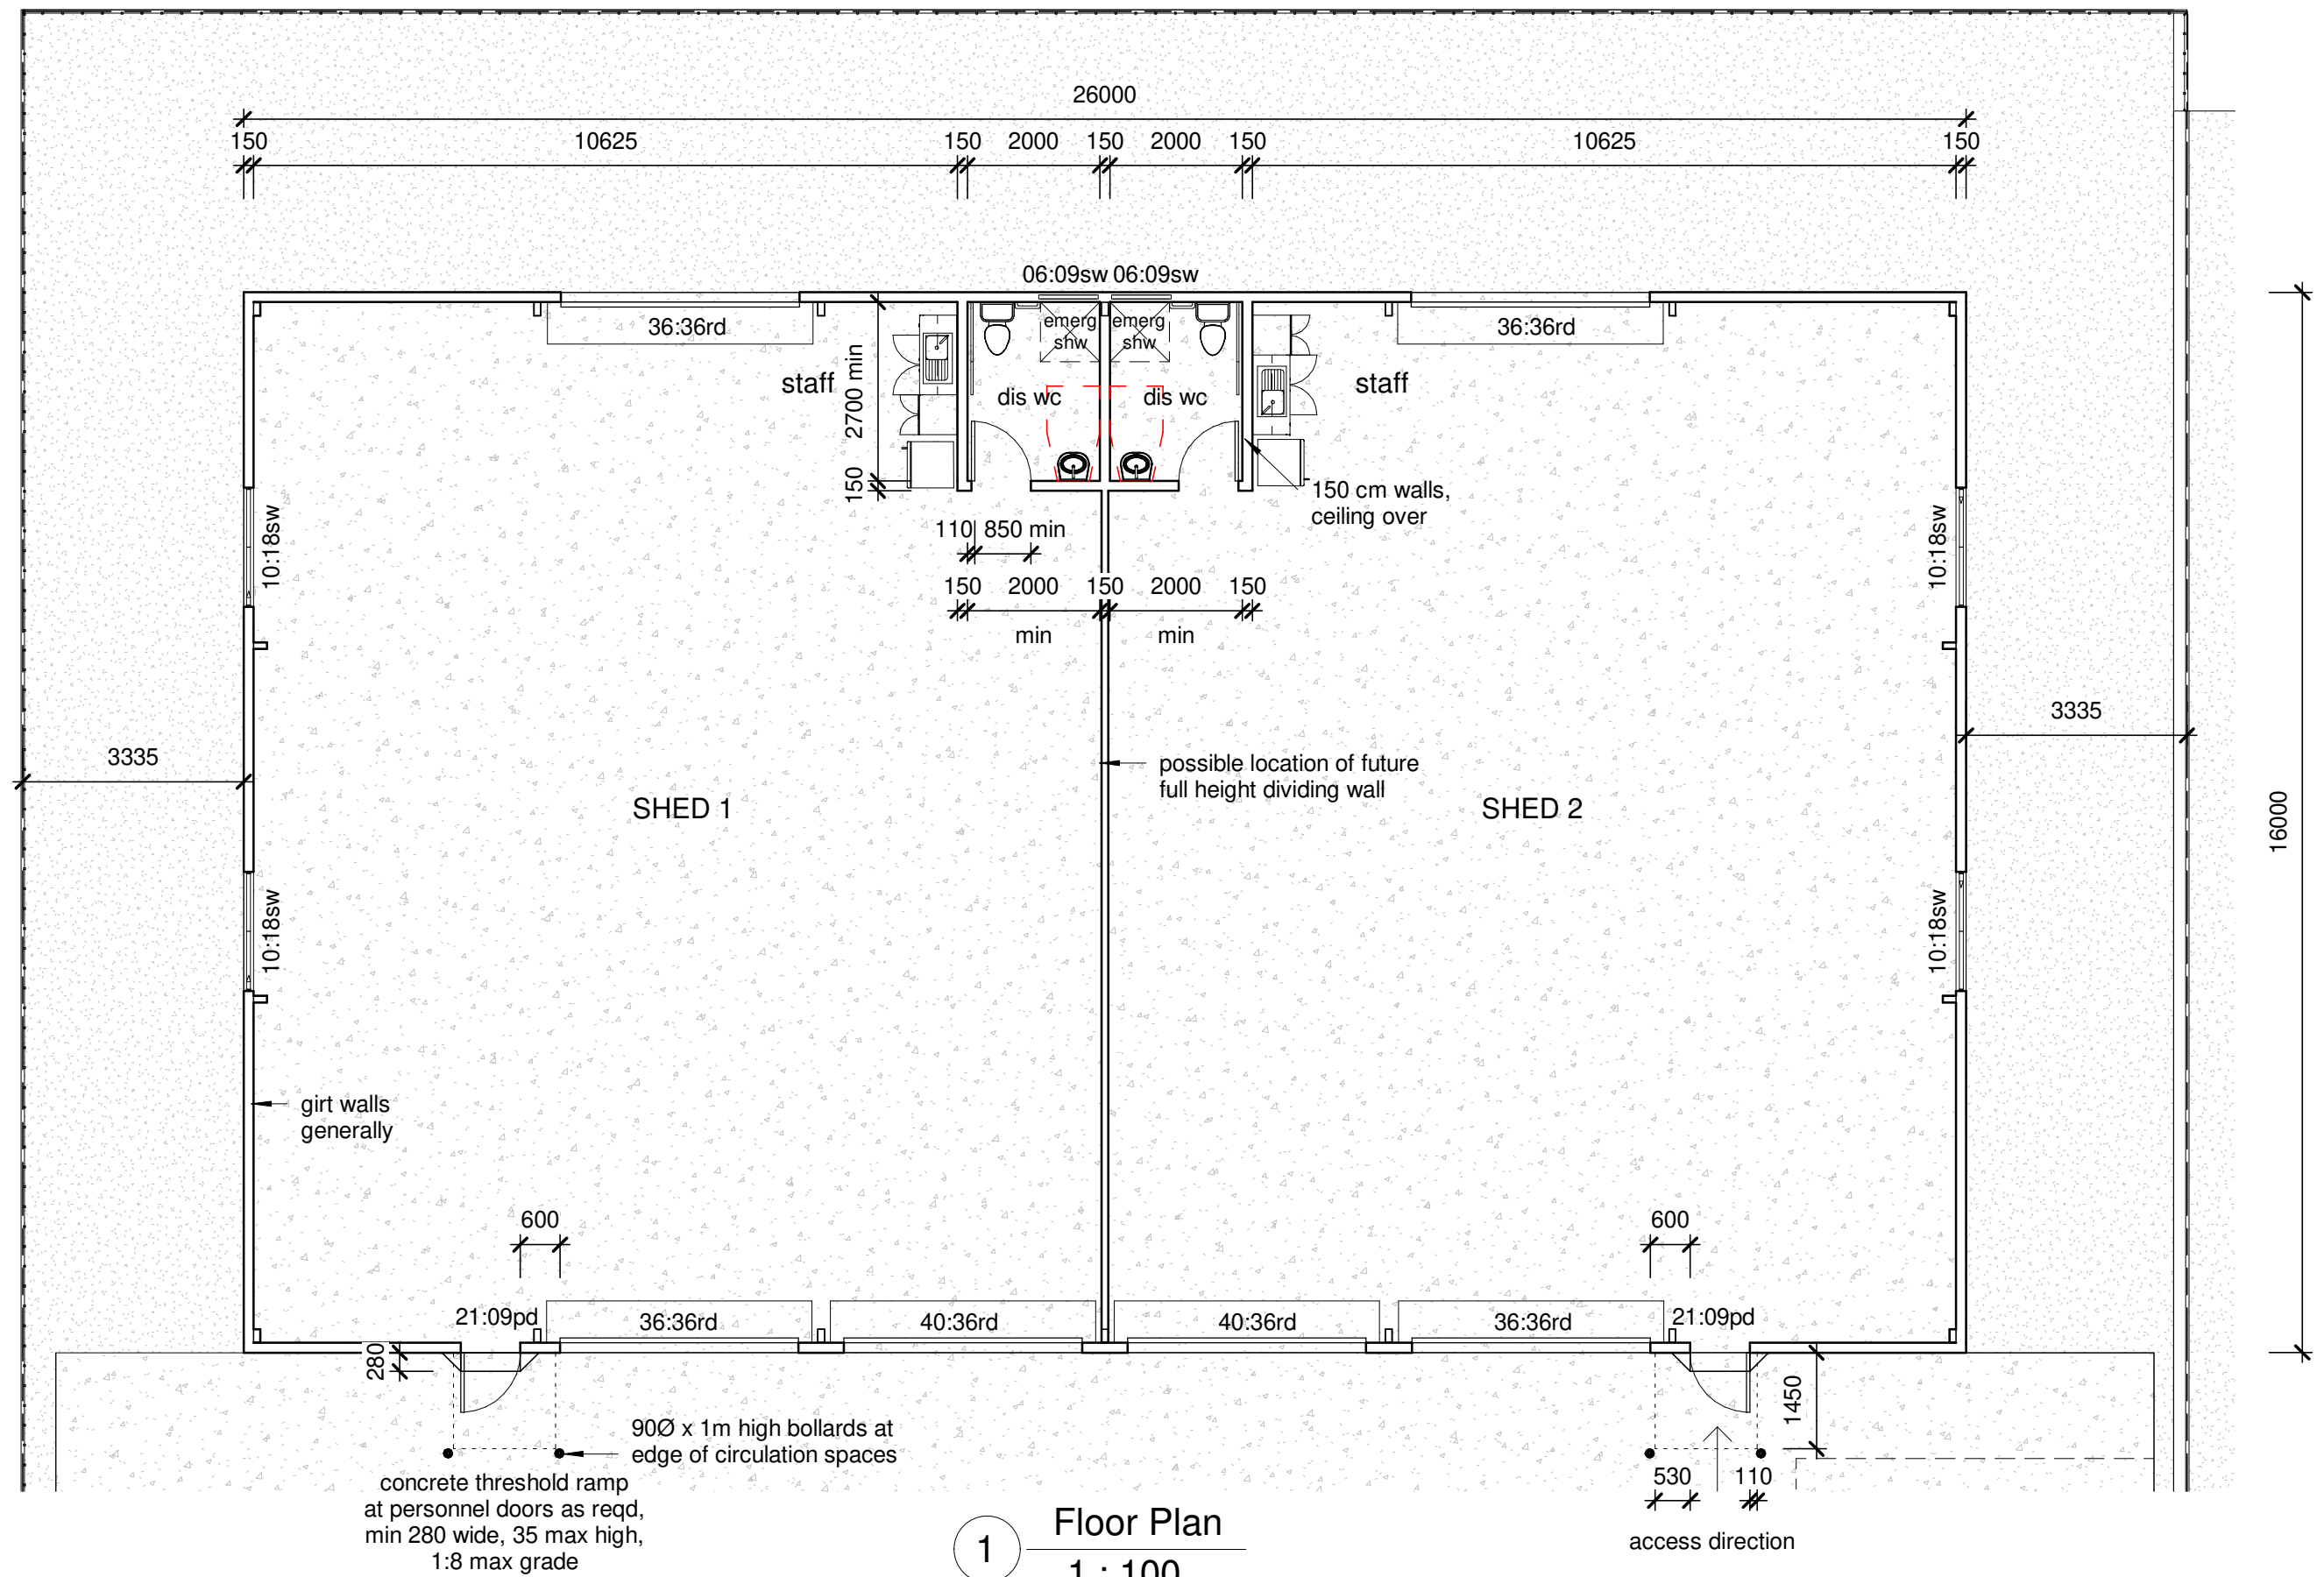 26000
150 10625 150 2000 150 2000 150 10625 150
06:09sw 06:09sw
36:36rd
emerg
shw
emerg
shw
36:36rd
staff
2700 min
dis wc
dis wc
staff
150
150 cm walls,
ceiling over
10:18sw
10:18sw
110 850 min
150 2000 150 2000 150
min min
3335
3335
possible location of future
full height dividing wall
SHED 1
SHED 2
16000
10:18sw
10:18sw
girt walls
generally
600
600
21:09pd
36:36rd
40:36rd
40:36rd
36:36rd
21:09pd
280
1450
90Ø x 1m high bollards at
edge of circulation spaces
concrete threshold ramp
at personnel doors as reqd,
min 280 wide, 35 max high,
1:8 max grade
530 110
access direction
1
Floor Plan
1 : 100